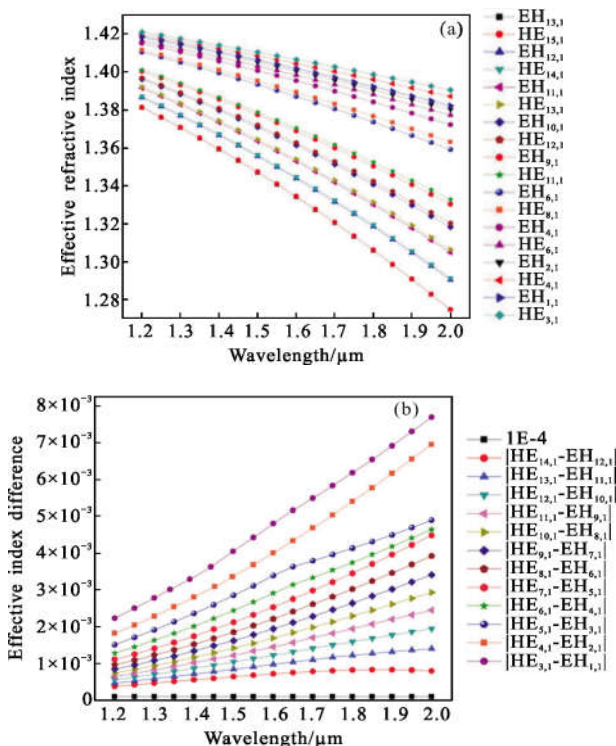 (a)
Effective refractive index
1.42
1.40
1.38
1.36
1.34
1.32
1.30
1.28
1.2 1.3 1.4 1.5 1.6 1.7 1.8 1.9 2.0
Wavelength/μm
EH13,1
HE15,1
EH12,1
HE14,1
EH11,1
HE13,1
EH10,1
HE12,1
EH9,1
HE11,1
EH6,1
HE8,1
EH4,1
HE6,1
EH2,1
HE4,1
EH1,1
HE3,1
(b)
Effective index difference
8×10⁻³
7×10⁻³
6×10⁻³
5×10⁻³
4×10⁻³
3×10⁻³
2×10⁻³
1×10⁻³
0
1.2 1.3 1.4 1.5 1.6 1.7 1.8 1.9 2.0
Wavelength/μm
1E-4
|HE14,1-EH12,1|
|HE13,1-EH11,1|
|HE12,1-EH10,1|
|HE11,1-EH9,1|
|HE10,1-EH8,1|
|HE9,1-EH7,1|
|HE8,1-EH6,1|
|HE7,1-EH5,1|
|HE6,1-EH4,1|
|HE5,1-EH3,1|
|HE4,1-EH2,1|
|HE3,1-EH1,1|